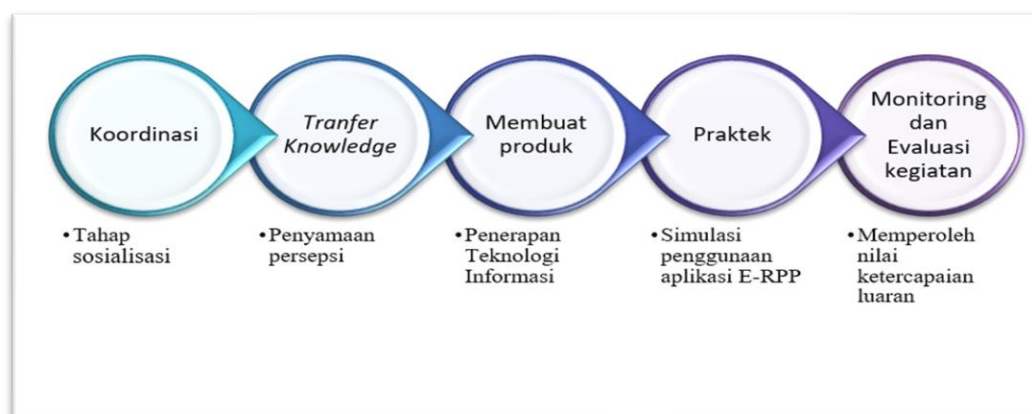 Koordinasi
• Tahap
sosialisasi
Tranfer
Knowledge
• Penyamaan
persepsi
Membuat
produk
• Penerapan
Teknologi
Informasi
Praktek
• Simulasi
penggunaan
aplikasi E-RPP
Monitoring
dan
Evaluasi
kegiatan
• Memperoleh
nilai
ketercapaian
luaran